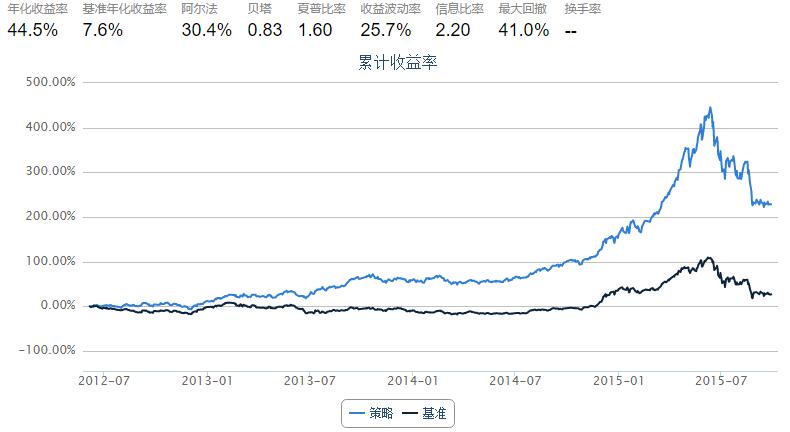 年化收益率 基准年化收益率 阿尔法 贝塔 夏普比率 收益波动率 信息比率 最大回撤 换手率
44.5% 7.6% 30.4% 0.83 1.60 25.7% 2.20 41.0% --
累计收益率
500.00%
400.00%
300.00%
200.00%
100.00%
0.00%
-100.00%
2012-07 2013-01 2013-07 2014-01 2014-07 2015-01 2015-07
策略 基准